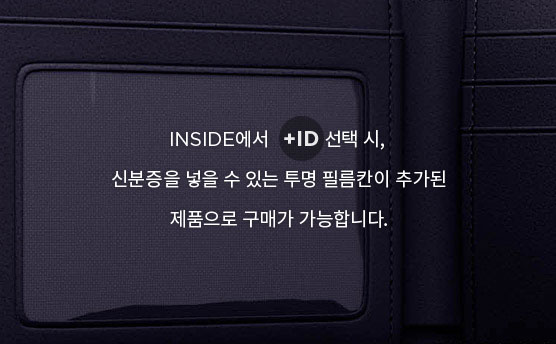 INSIDE에서 +ID 선택 시,
신분증을 넣을 수 있는 투명 필름칸이 추가된
제품으로 구매가 가능합니다.